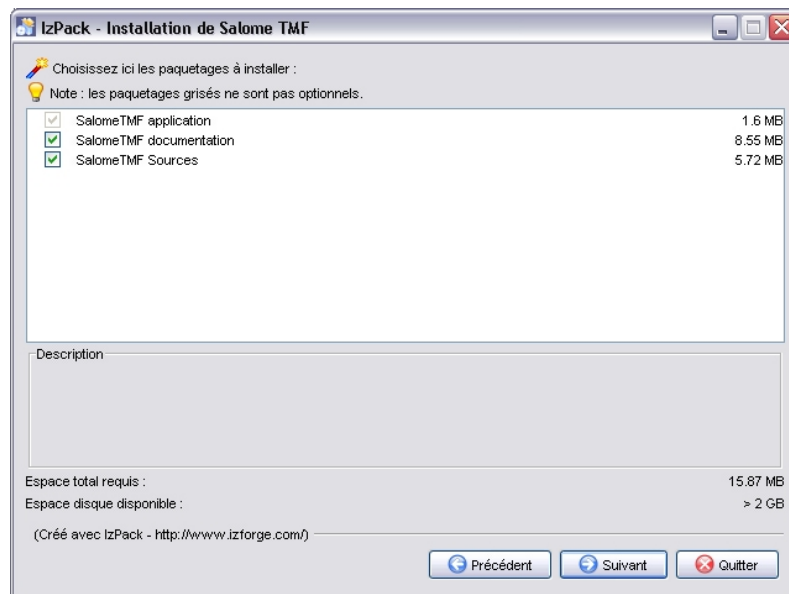 IzPack - Installation de Salome TMF
Choisissez ici les paquetages à installer :
Note : les paquetages grisés ne sont pas optionnels.
SalomeTMF application 1.6 MB
SalomeTMF documentation 8.55 MB
SalomeTMF Sources 5.72 MB
Description
Espace total requis : 15.87 MB
Espace disque disponible : > 2 GB
(Créé avec IzPack - http://www.izforge.com/)
Précédent Suivant Quitter